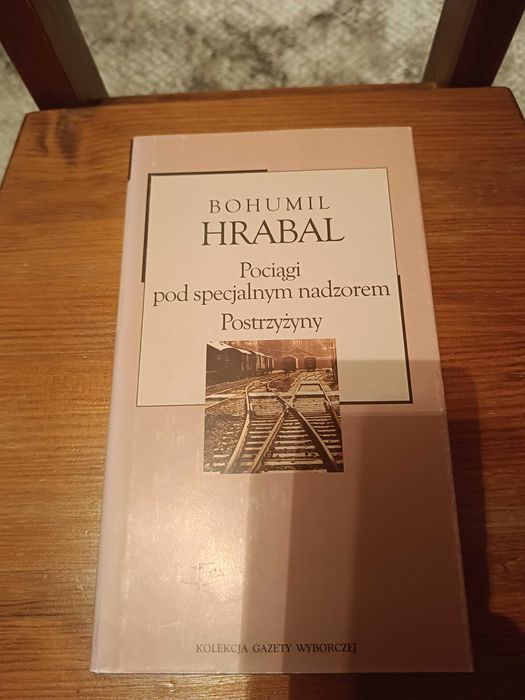 BOHUMIL
HRABAL
Pociągi
pod specjalnym nadzorem
Postrzyżyny
KOLEKCJA GAZETY WYBORCZEJ